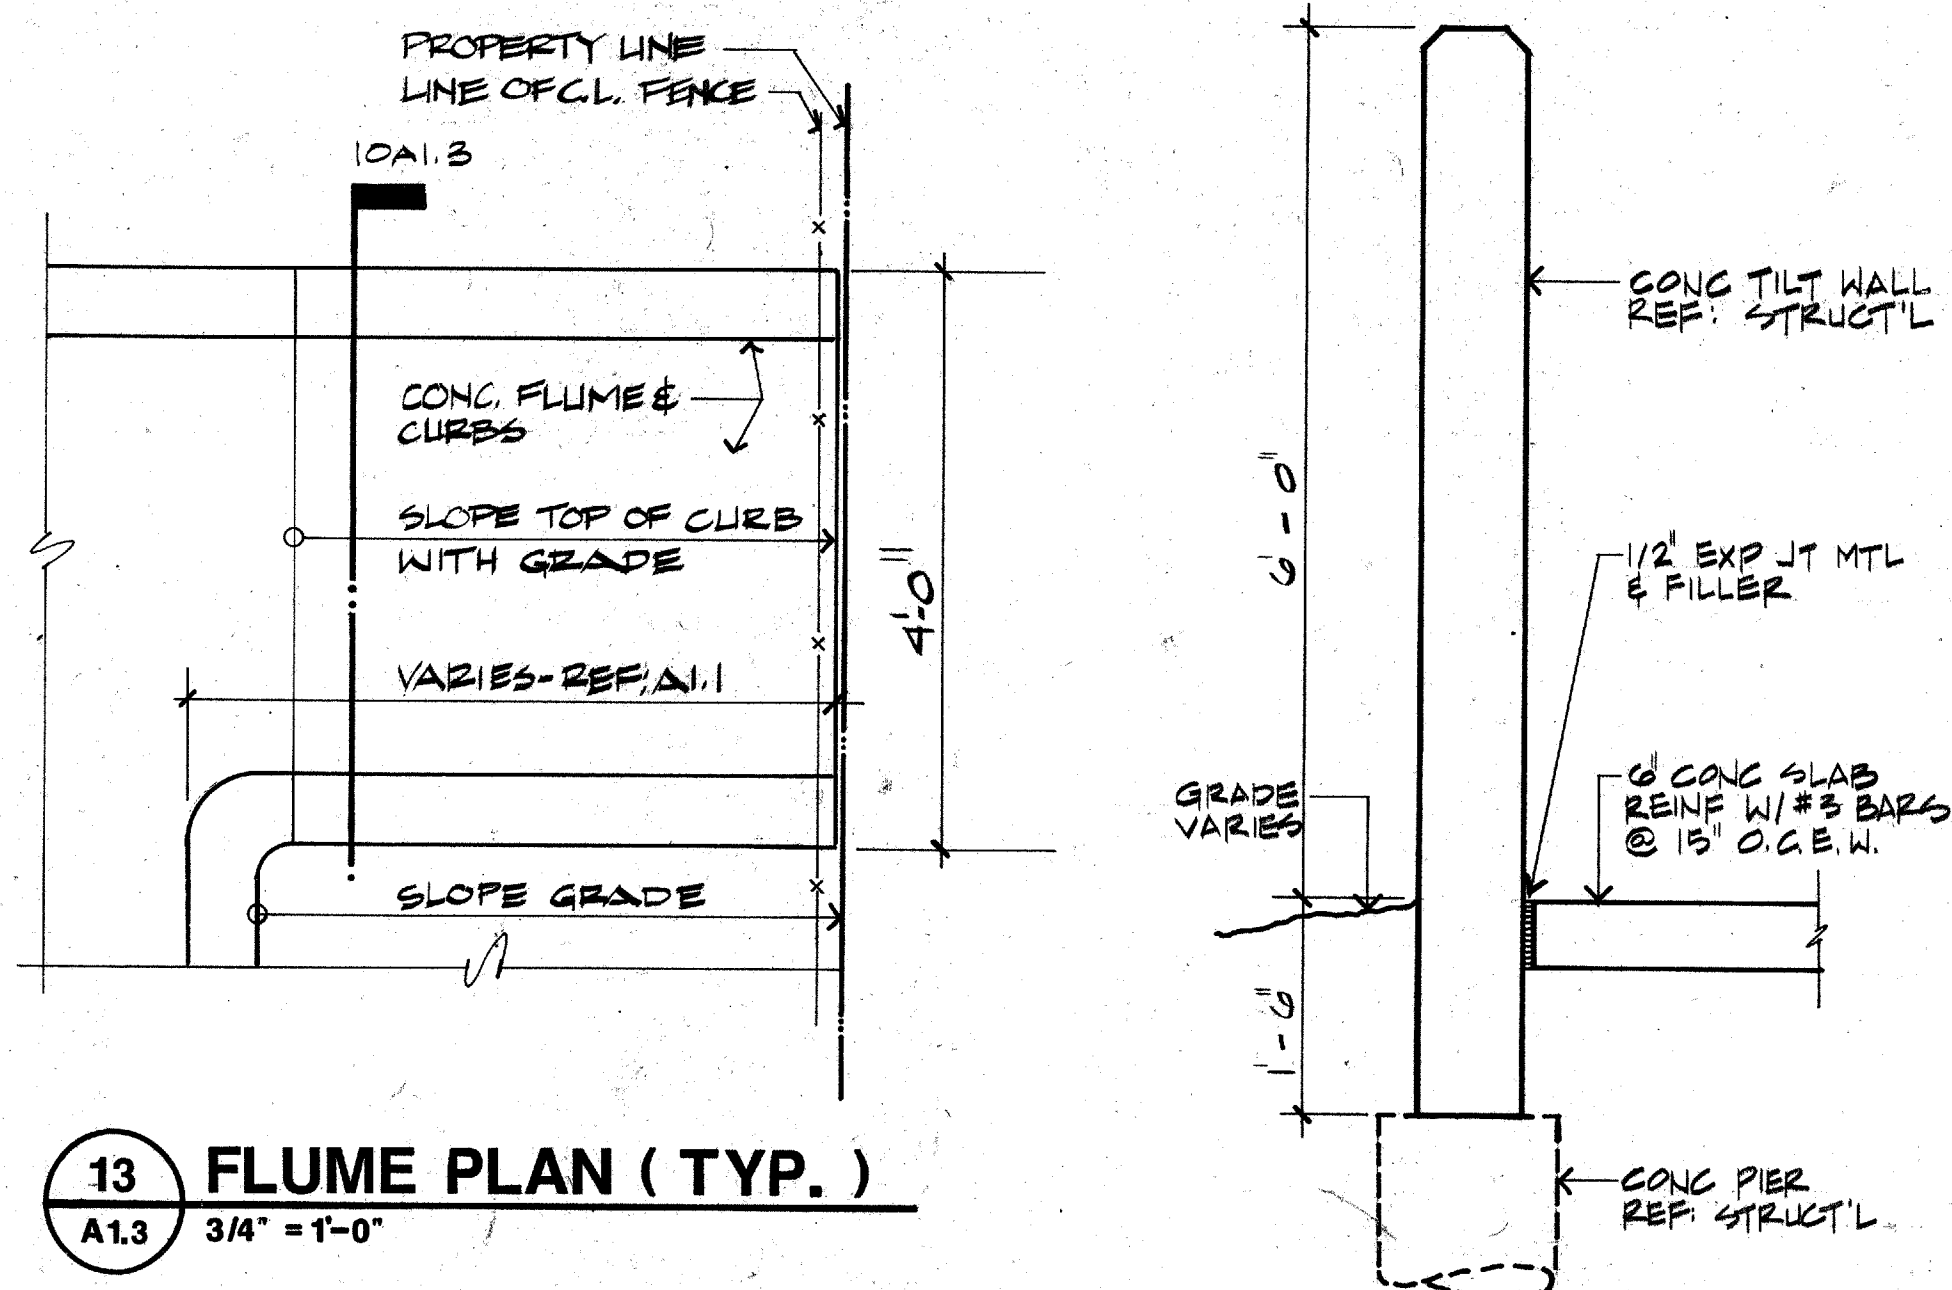 PROPERTY LINE
LINE OF C.L. FENCE
10A1.3
CONC. FLUME &
CURBS
SLOPE TOP OF CURB
WITH GRADE
4'-0"
VARIES-REF: A1.1
SLOPE GRADE
13
A1.3
FLUME PLAN ( TYP. )
3/4" = 1'-0"
CONC TILT WALL
REF: STRUCT'L
6'-0"
1/2" EXP JT MTL
& FILLER
GRADE
VARIES
6" CONC SLAB
REINF W/ #3 BARS
@ 15" O.C.E.W.
1'-6"
CONC PIER
REF: STRUCT'L